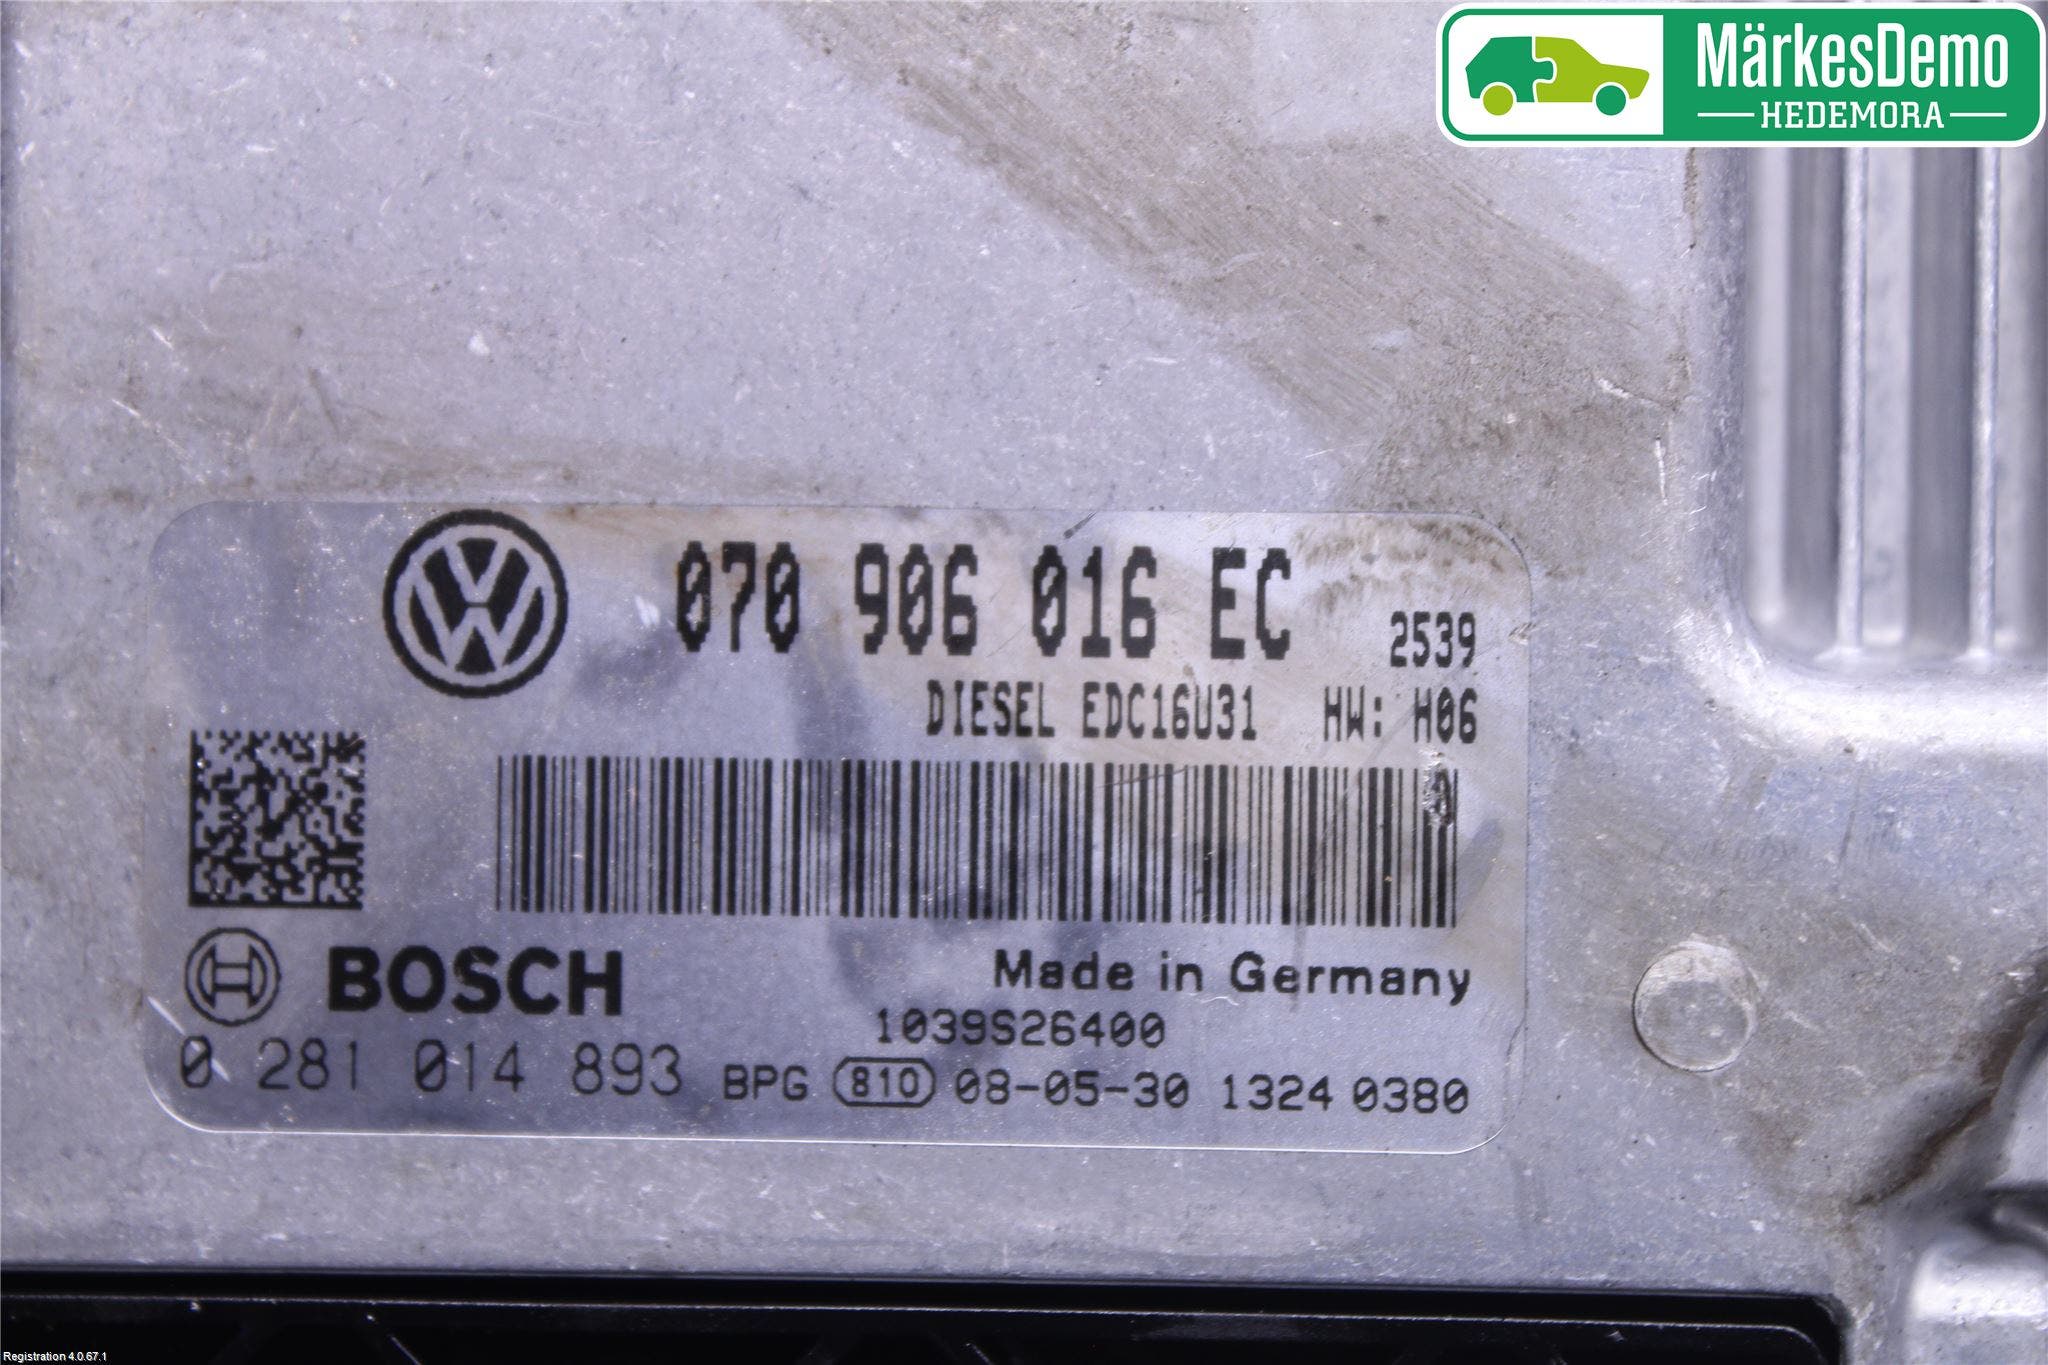 MärkesDemo
HEDEMORA
070 906 016 EC 2539
DIESEL EDC16U31 HW: H06
BOSCH
Made in Germany
1039S26400
0 281 014 893 BPG 810 08-05-30 1324 0380
Registration 4.0.67.1